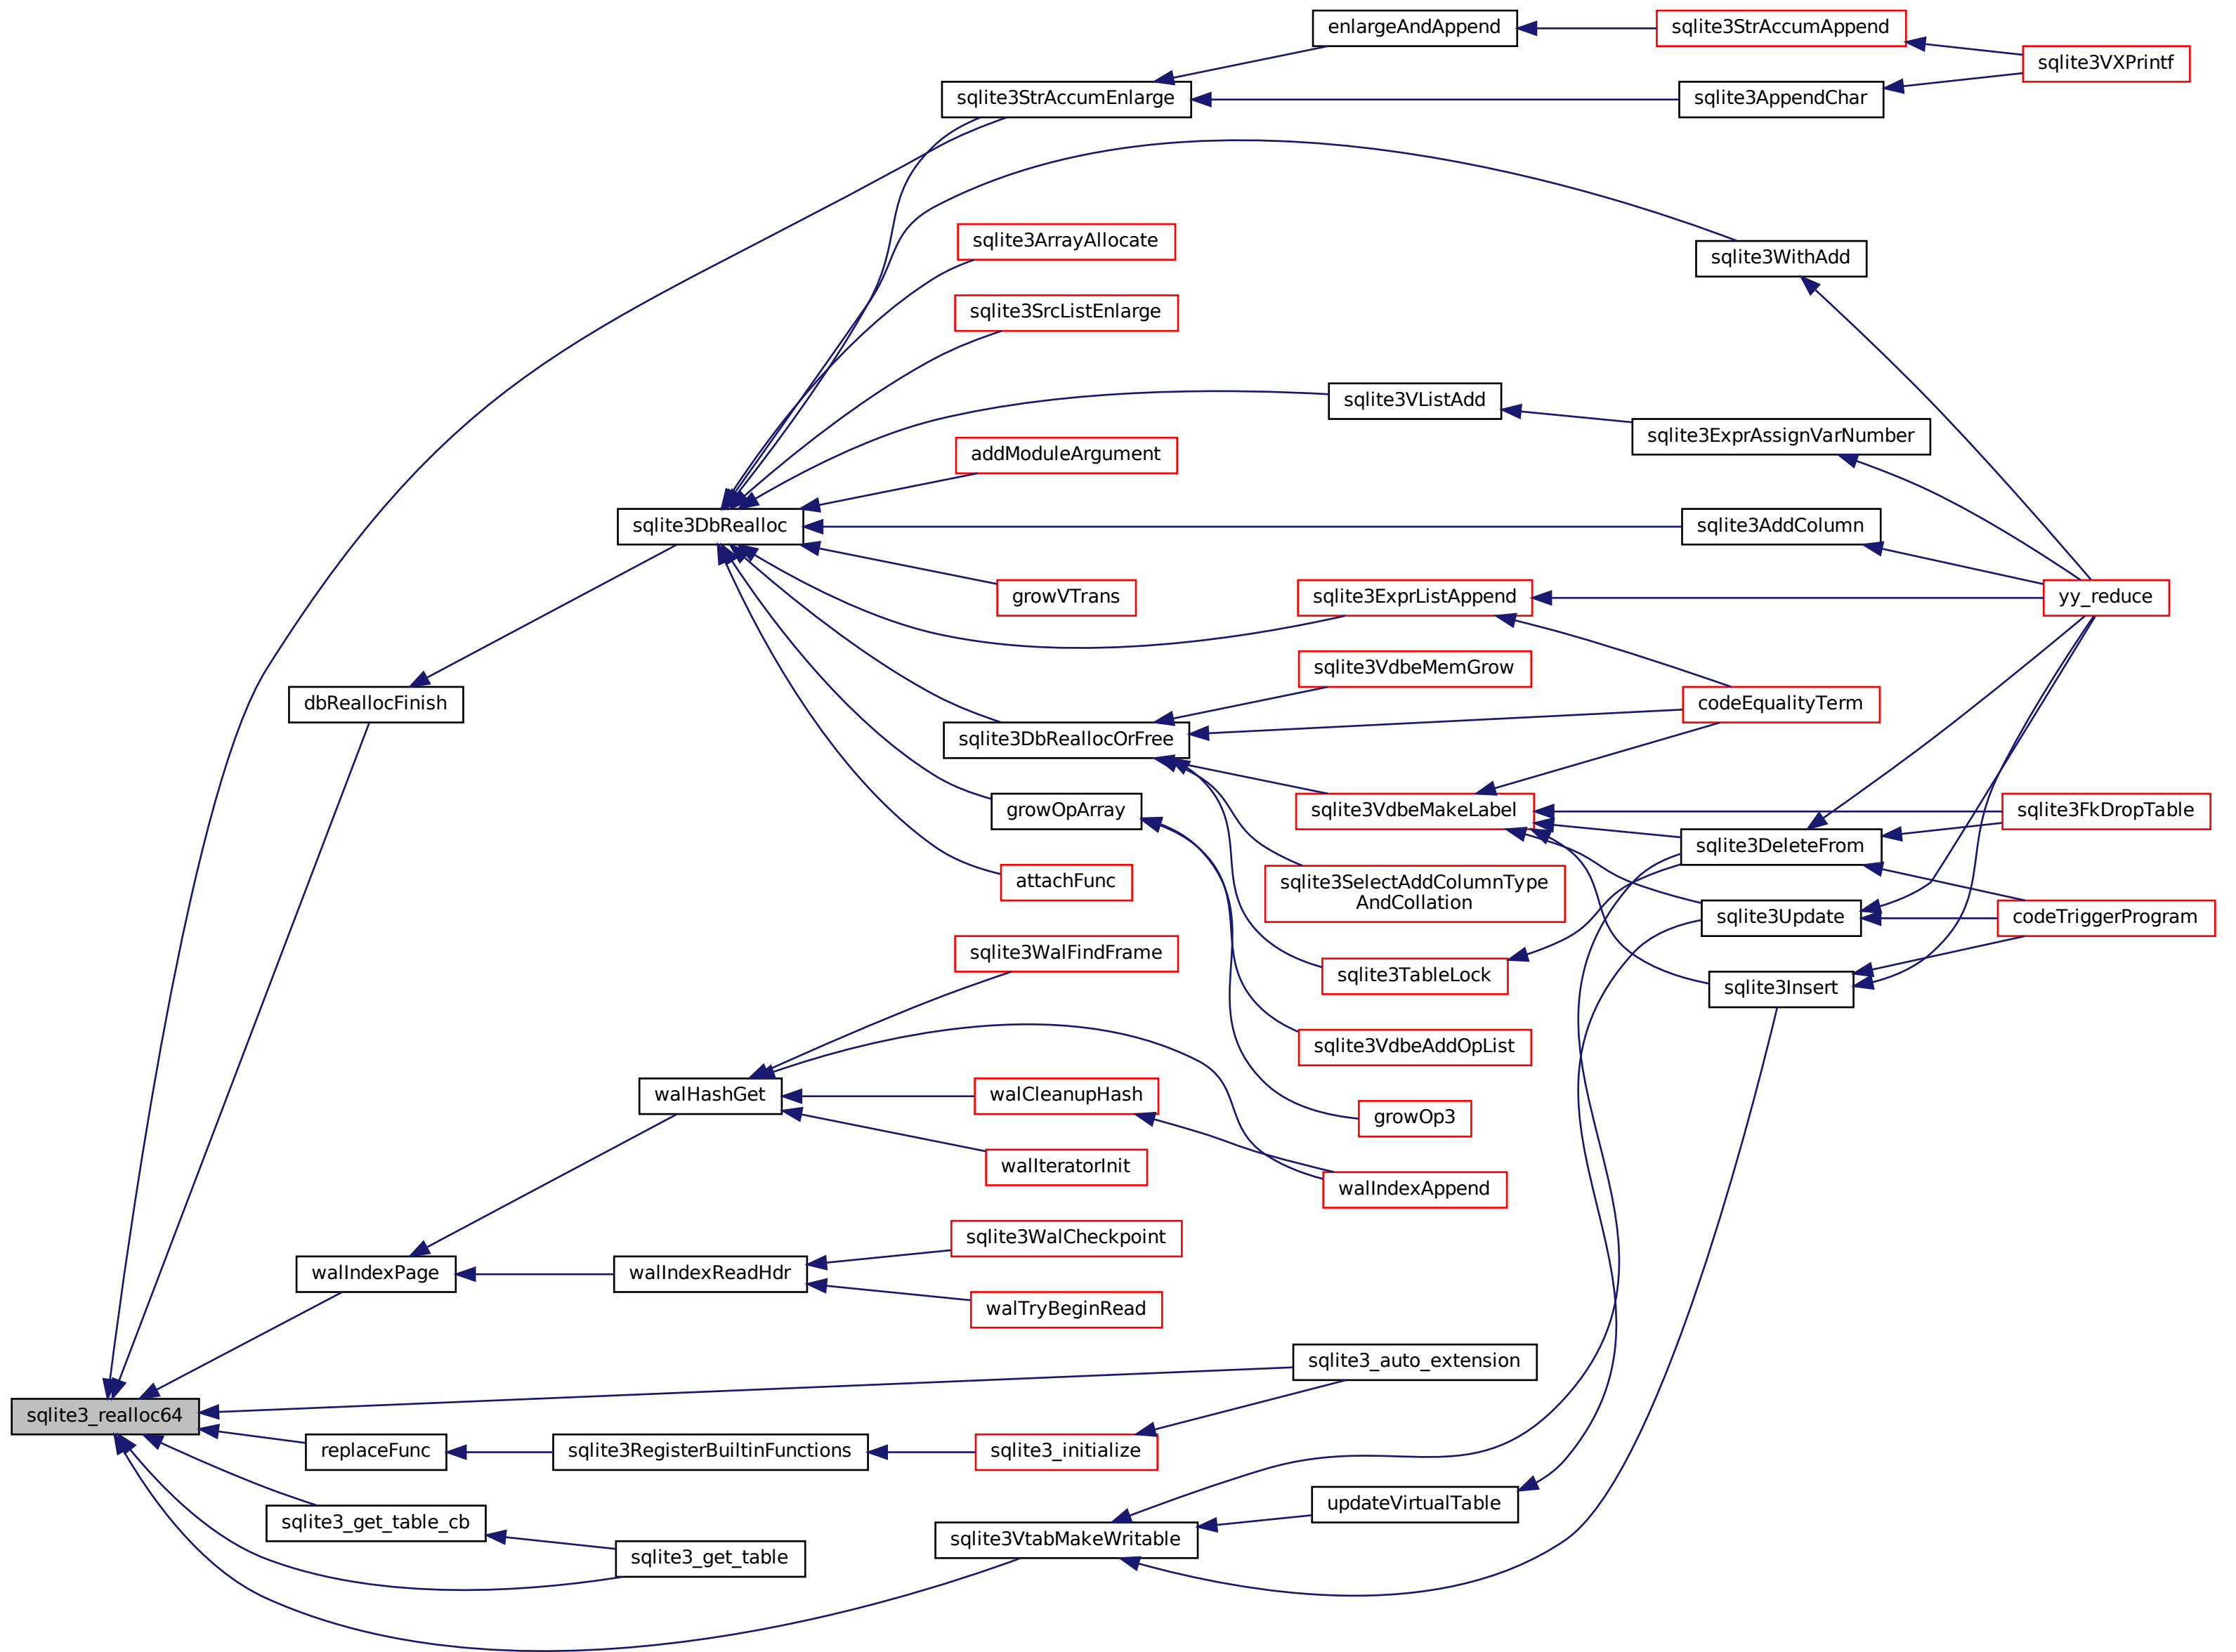 enlargeAndAppend
sqlite3StrAccumAppend
sqlite3VXPrintf
sqlite3StrAccumEnlarge
sqlite3AppendChar
sqlite3ArrayAllocate
sqlite3WithAdd
sqlite3SrcListEnlarge
sqlite3VListAdd
sqlite3ExprAssignVarNumber
addModuleArgument
sqlite3DbRealloc
sqlite3AddColumn
growVTrans
sqlite3ExprListAppend
yy_reduce
sqlite3VdbeMemGrow
dbReallocFinish
codeEqualityTerm
sqlite3DbReallocOrFree
growOpArray
sqlite3VdbeMakeLabel
sqlite3FkDropTable
sqlite3DeleteFrom
attachFunc
sqlite3SelectAddColumnType
AndCollation
sqlite3Update
codeTriggerProgram
sqlite3WalFindFrame
sqlite3TableLock
sqlite3Insert
sqlite3VdbeAddOpList
walHashGet
walCleanupHash
growOp3
walIteratorInit
walIndexAppend
sqlite3WalCheckpoint
walIndexPage
walIndexReadHdr
walTryBeginRead
sqlite3_auto_extension
sqlite3_realloc64
replaceFunc
sqlite3RegisterBuiltinFunctions
sqlite3_initialize
updateVirtualTable
sqlite3_get_table_cb
sqlite3VtabMakeWritable
sqlite3_get_table